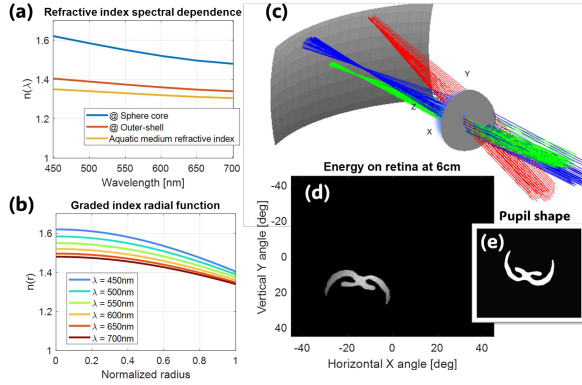 (a)
Refractive index spectral dependence
1.6
1.4
1.2
1
n(λ)
@ Sphere core
@ Outer-shell
Aquatic medium refractive index
450 500 550 600 650 700
Wavelength [nm]
(b)
Graded index radial function
1.6
1.4
1.2
1
n(r)
λ = 450nm
λ = 500nm
λ = 550nm
λ = 600nm
λ = 650nm
λ = 700nm
0 0.2 0.4 0.6 0.8 1
Normalized radius
(c)
Y
Z
X
Energy on retina at 6cm
(d)
-40
-20
0
20
40
Vertical Y angle [deg]
-40 -20 0 20 40
Horizontal X angle [deg]
Pupil shape
(e)